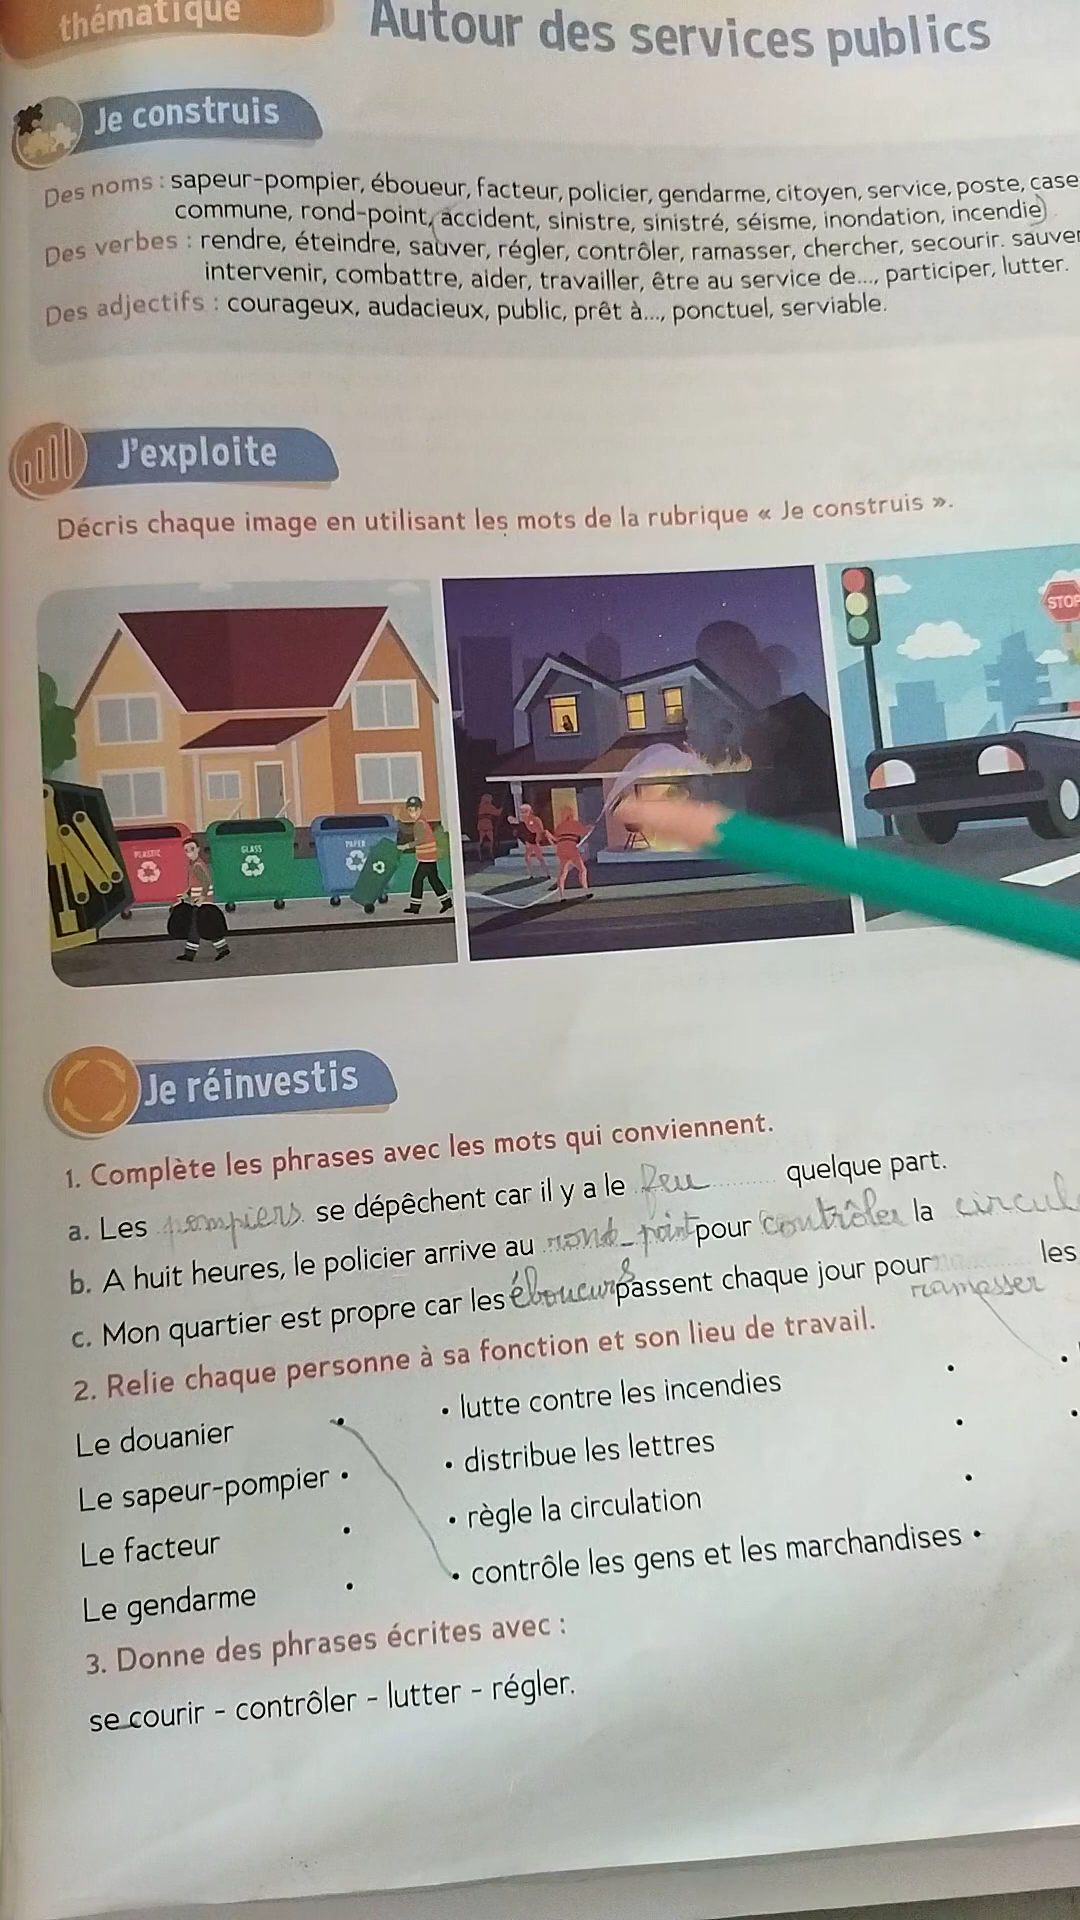 thématique
Autour des services publics
Je construis
Des noms : sapeur-pompier, éboueur, facteur, policier, gendarme, citoyen, service, poste, case
commune, rond-point, accident, sinistre, sinistré, séisme, inondation, incendie
Des verbes : rendre, éteindre, sauver, régler, contrôler, ramasser, chercher, secourir. sauver
intervenir, combattre, aider, travailler, être au service de..., participer, lutter.
Des adjectifs : courageux, audacieux, public, prêt à..., ponctuel, serviable.
J'exploite
Décris chaque image en utilisant les mots de la rubrique « Je construis ».
STOP
PLASTIC
GLASS
PAPER
Je réinvestis
1. Complète les phrases avec les mots qui conviennent.
a. Les pompiers se dépêchent car il y a le feu quelque part.
b. A huit heures, le policier arrive au rond-point pour contrôler la circul
c. Mon quartier est propre car les éboueurs passent chaque jour pour ramasser les
2. Relie chaque personne à sa fonction et son lieu de travail.
Le douanier • • lutte contre les incendies •
Le sapeur-pompier • • distribue les lettres •
Le facteur • • règle la circulation •
Le gendarme • • contrôle les gens et les marchandises •
3. Donne des phrases écrites avec :
se courir - contrôler - lutter - régler.